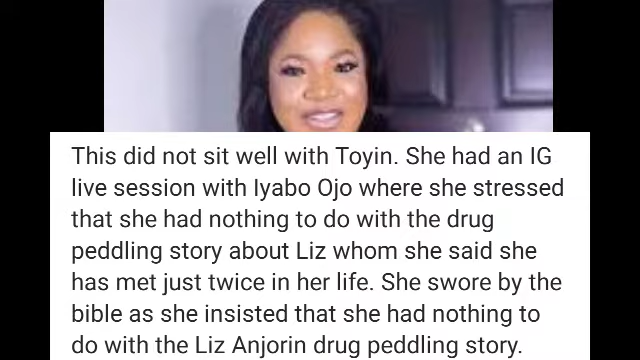 This did not sit well with Toyin. She had an IG
live session with Iyabo Ojo where she stressed
that she had nothing to do with the drug
peddling story about Liz whom she said she
has met just twice in her life. She swore by the
bible as she insisted that she had nothing to
do with the Liz Anjorin drug peddling story.